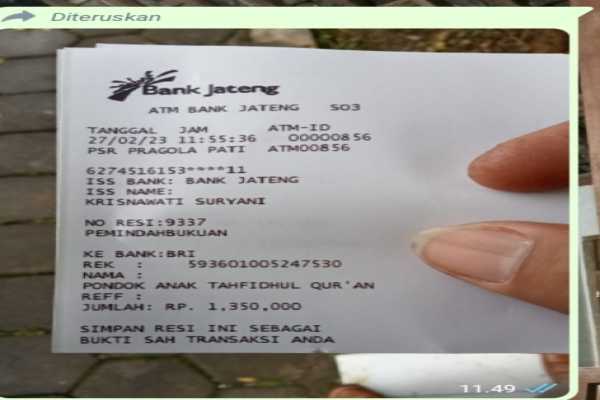 Diteruskan
Bank Jateng
ATM BANK JATENG S03
TANGGAL JAM ATM-ID
27/02/23 11:55:36 00000856
PSR PRAGOLA PATI ATM00856
6274516153****11
ISS BANK: BANK JATENG
ISS NAME:
KRISNAWATI SURYANI
NO RESI:9337
PEMINDAHBUKUAN
KE BANK:BRI
REK : 593601005247530
NAMA :
PONDOK ANAK TAHFIDHUL QUR'AN
REFF :
JUMLAH: RP. 1,350,000
SIMPAN RESI INI SEBAGAI
BUKTI SAH TRANSAKSI ANDA
11.49